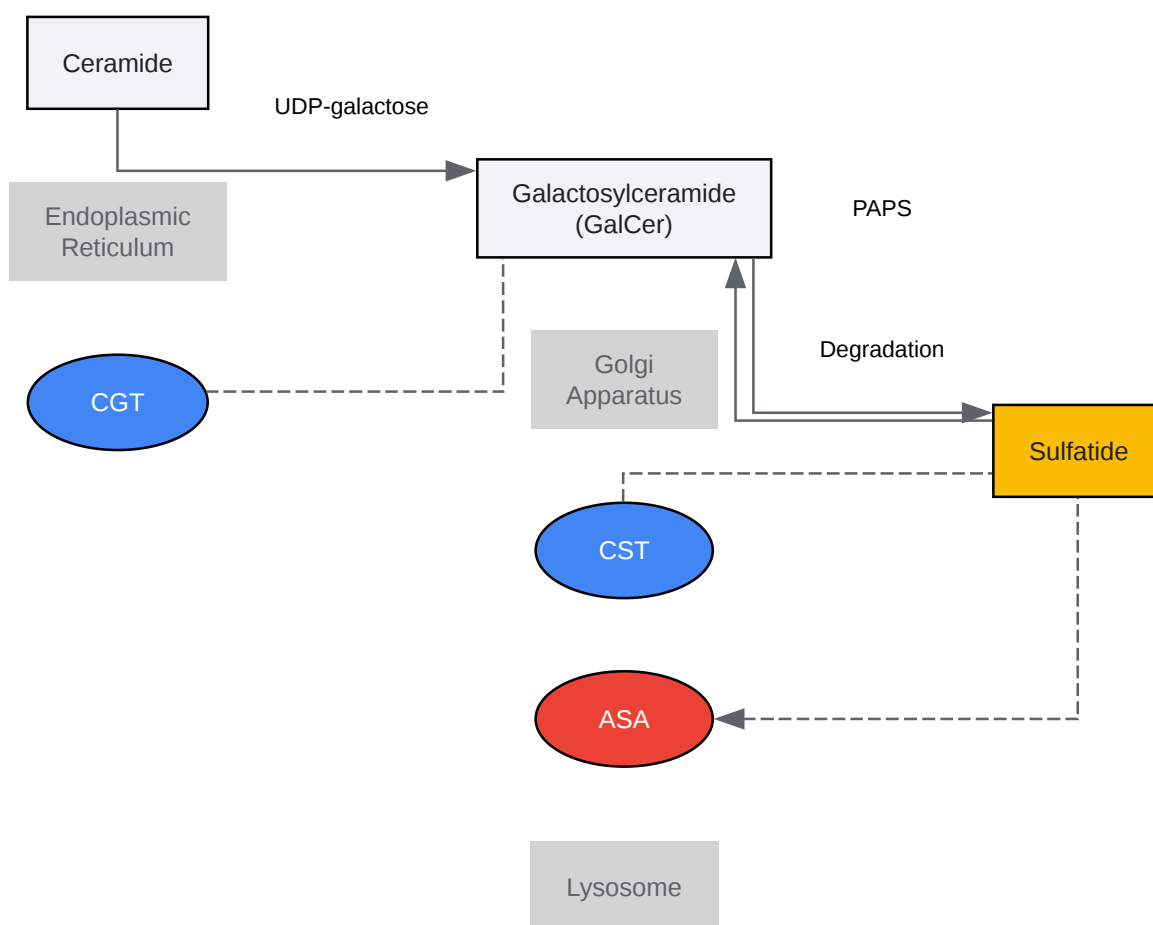 Ceramide
UDP-galactose
Galactosylceramide
(GalCer)
PAPS
Endoplasmic
Reticulum
Golgi
Apparatus
Degradation
CGT
Sulfatide
CST
ASA
Lysosome